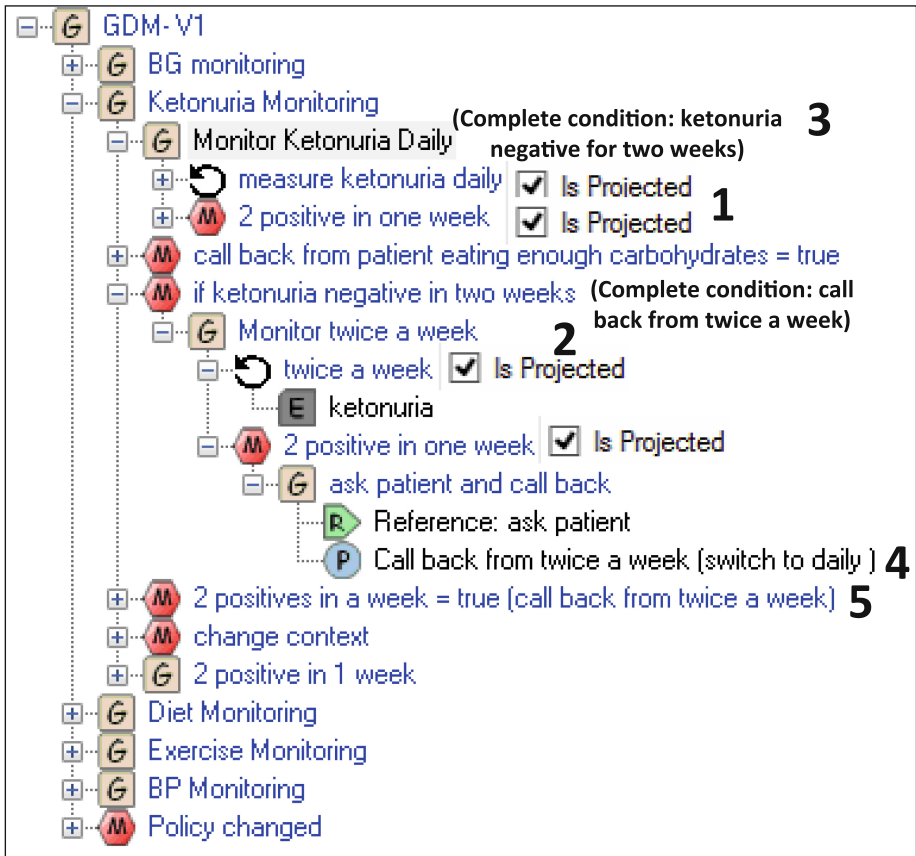 G GDM-V1
G BG monitoring
G Ketonuria Monitoring
G Monitor Ketonuria Daily (Complete condition: ketonuria 3
negative for two weeks)
measure ketonuria daily Is Projected
1
M 2 positive in one week Is Projected
M call back from patient eating enough carbohydrates = true
M if ketonuria negative in two weeks (Complete condition: call
back from twice a week)
G Monitor twice a week
2
twice a week Is Projected
E ketonuria
M 2 positive in one week Is Projected
G ask patient and call back
R Reference: ask patient
P Call back from twice a week (switch to daily ) 4
M 2 positives in a week = true (call back from twice a week) 5
M change context
G 2 positive in 1 week
G Diet Monitoring
G Exercise Monitoring
G BP Monitoring
M Policy changed